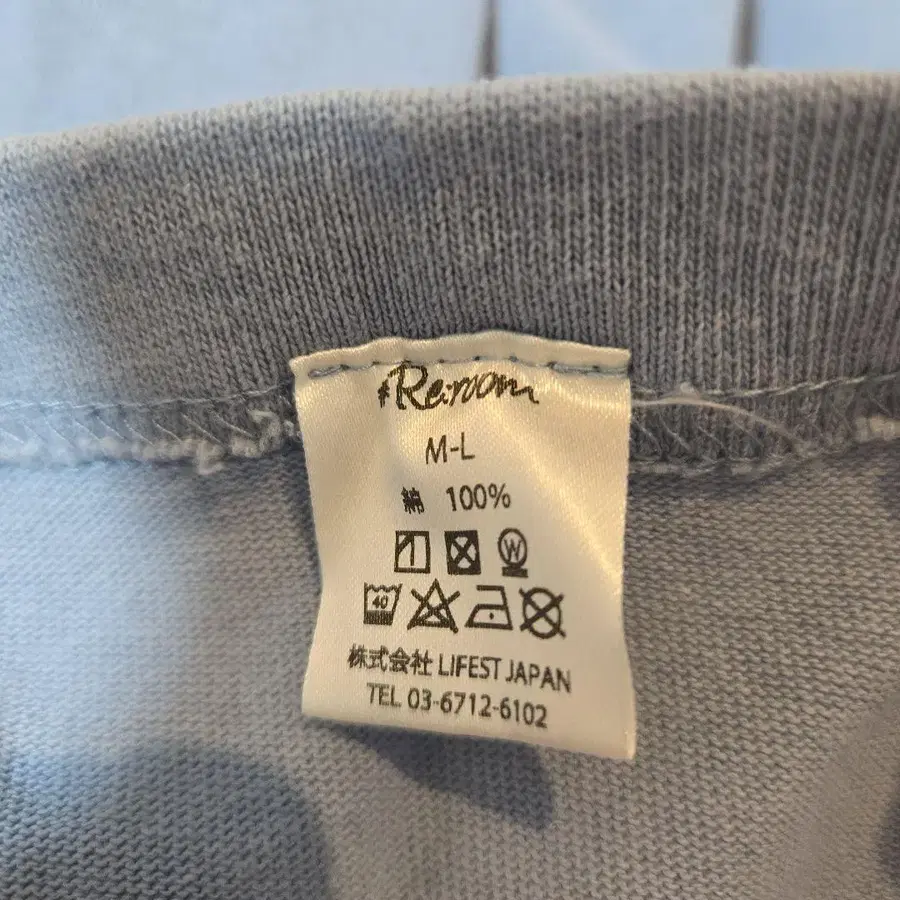 #Re:room
M-L
綿 100%
W
40
株式会社 LIFEST JAPAN
TEL 03-6712-6102